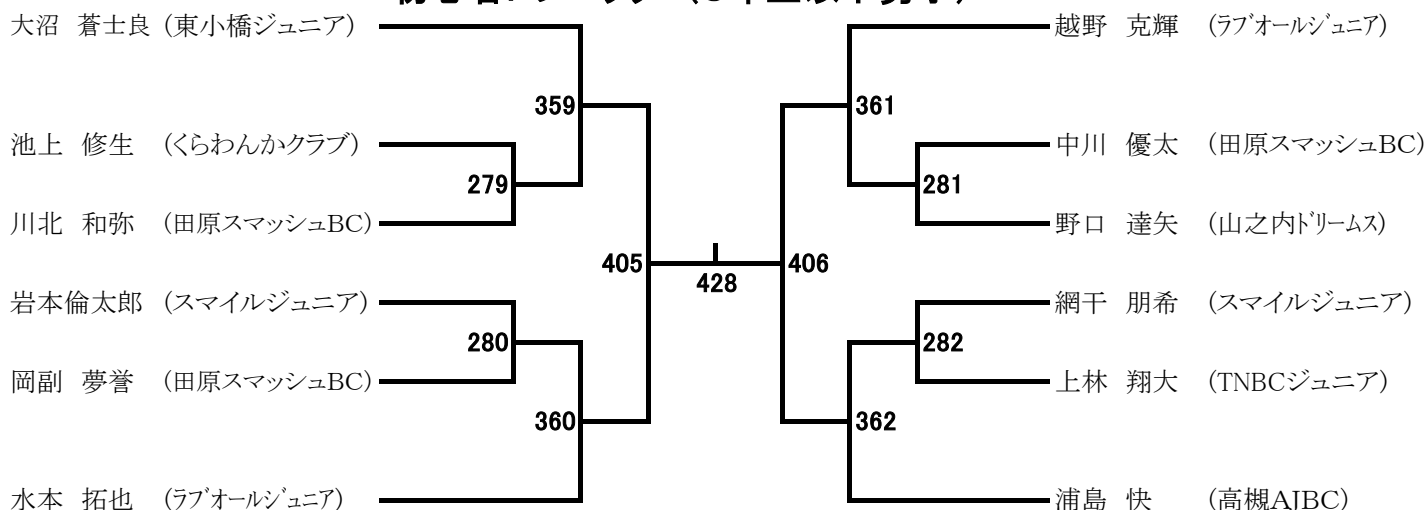 大沼 蒼士良 (東小橋ジュニア)
359
池上 修生 (くらわんかクラブ)
279
川北 和弥 (田原スマッシュBC)
405
岩本倫太郎 (スマイルジュニア)
280
岡副 夢誉 (田原スマッシュBC)
360
水本 拓也 (ラブオールジュニア)
428
越野 克輝 (ラブオールジュニア)
361
中川 優太 (田原スマッシュBC)
281
野口 達矢 (山之内ドリームス)
406
網干 朋希 (スマイルジュニア)
282
上林 翔大 (TNBCジュニア)
362
浦島 快 (高槻AJBC)